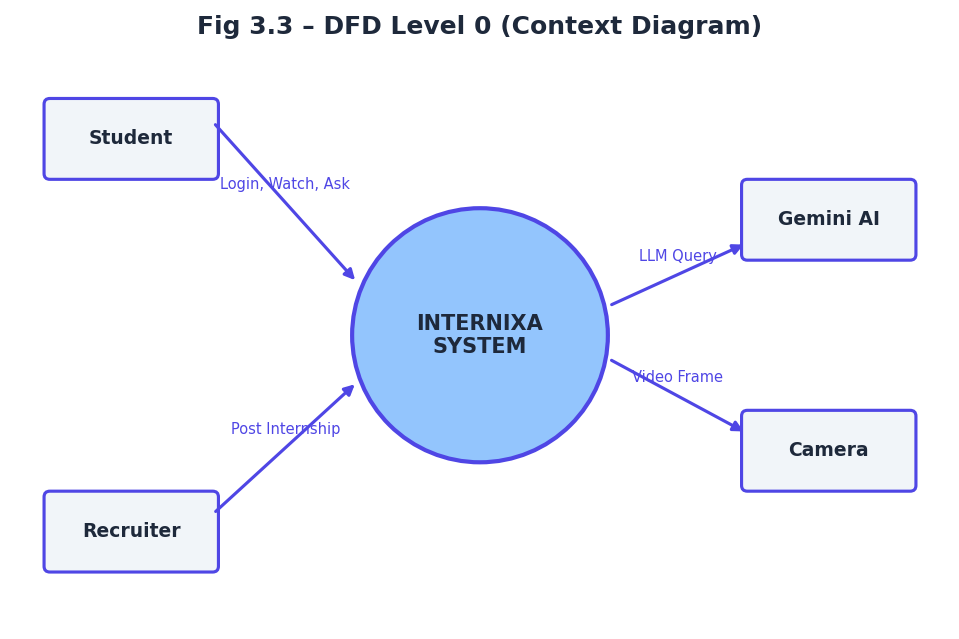 Fig 3.3 – DFD Level 0 (Context Diagram)
Student
Login, Watch, Ask
Gemini AI
LLM Query
INTERNIXA
SYSTEM
Video Frame
Post Internship
Camera
Recruiter